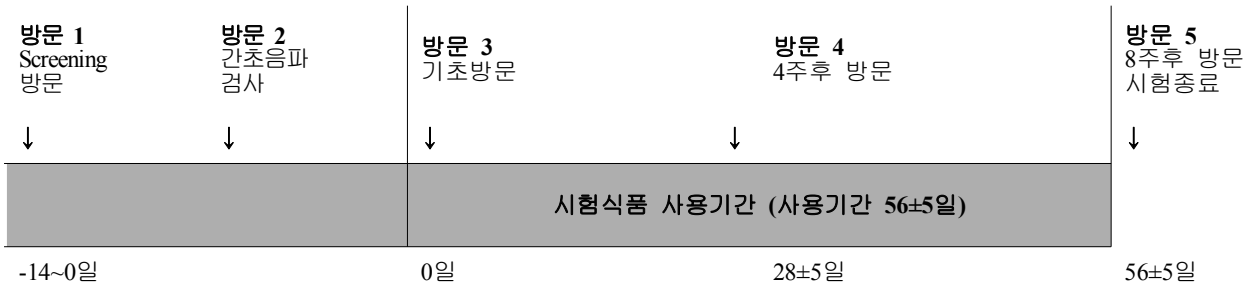 방문 1
Screening
방문
↓
방문 2
간초음파
검사
↓
방문 3
기초방문
↓
방문 4
4주후 방문
↓
방문 5
8주후 방문
시험종료
↓
시험식품 사용기간 (사용기간 56±5일)
-14~0일
0일
28±5일
56±5일